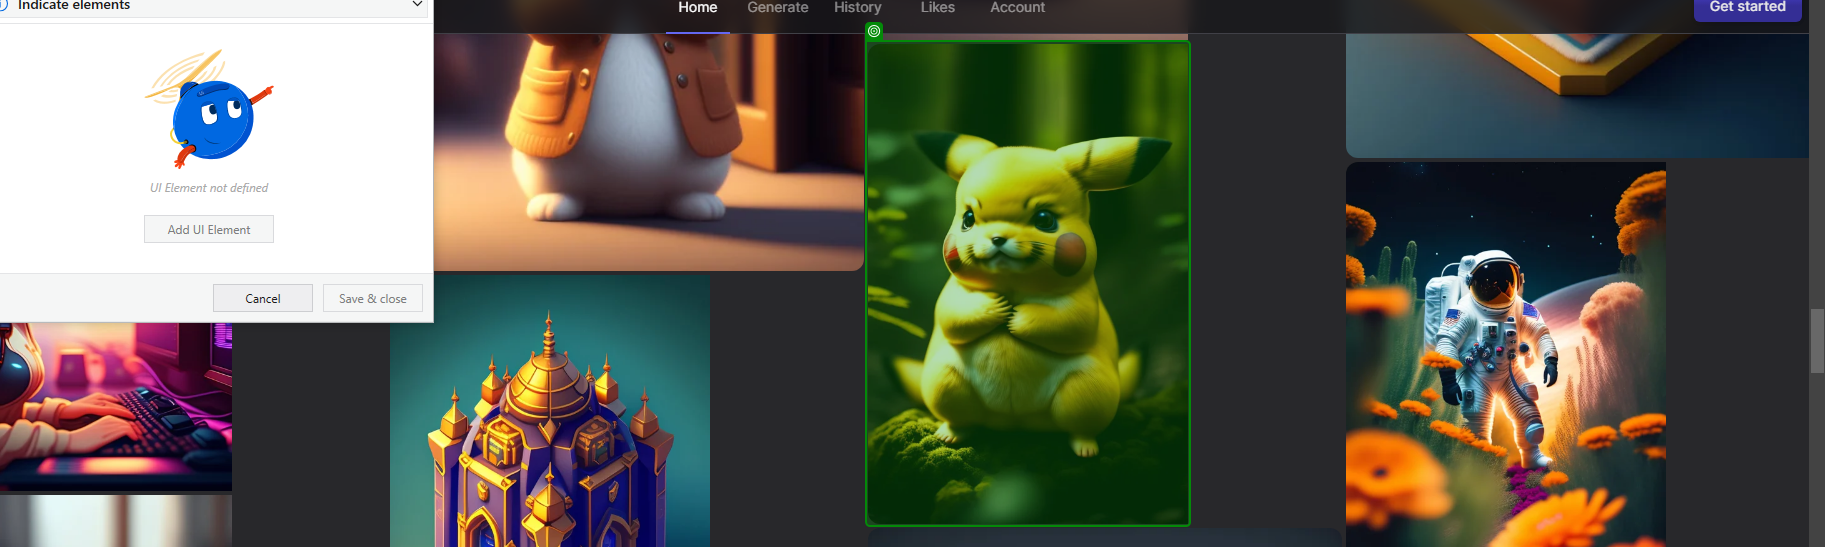 Indicate elements
Home Generate History Likes Account
Get started
UI Element not defined
Add UI Element
Cancel Save & close